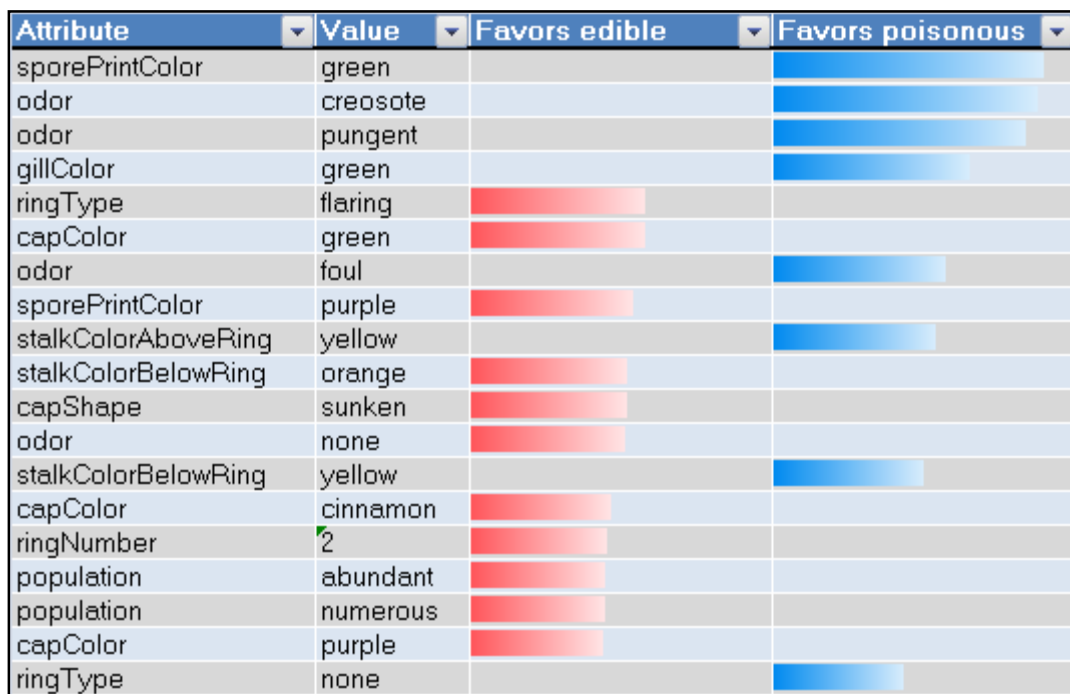 Attribute Value Favors edible Favors poisonous
sporePrintColor green
odor creosote
odor pungent
gillColor green
ringType flaring
capColor green
odor foul
sporePrintColor purple
stalkColorAboveRing yellow
stalkColorBelowRing orange
capShape sunken
odor none
stalkColorBelowRing yellow
capColor cinnamon
ringNumber 2
population abundant
population numerous
capColor purple
ringType none